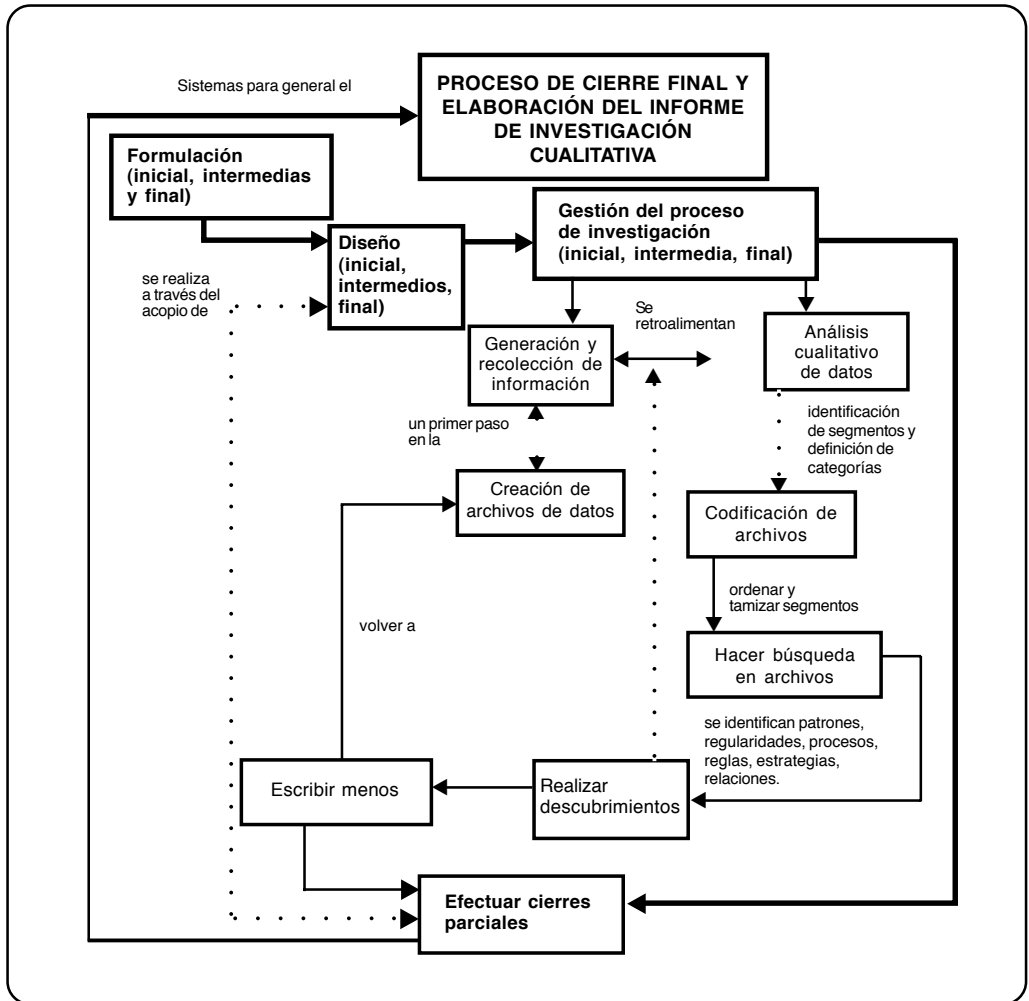 Sistemas para general el
PROCESO DE CIERRE FINAL Y
ELABORACIÓN DEL INFORME
DE INVESTIGACIÓN
CUALITATIVA
Formulación
(inicial, intermedias
y final)
Diseño
(inicial,
intermedios,
final)
Gestión del proceso
de investigación
(inicial, intermedia, final)
se realiza
a través del
acopio de
Generación y
recolección de
información
Se
retroalimentan
Análisis
cualitativo
de datos
un primer paso
en la
identificación
de segmentos y
definición de
categorías
Creación de
archivos de datos
Codificación de
archivos
ordenar y
tamizar segmentos
volver a
Hacer búsqueda
en archivos
se identifican patrones,
regularidades, procesos,
reglas, estrategias,
relaciones.
Escribir menos
Realizar
descubrimientos
Efectuar cierres
parciales